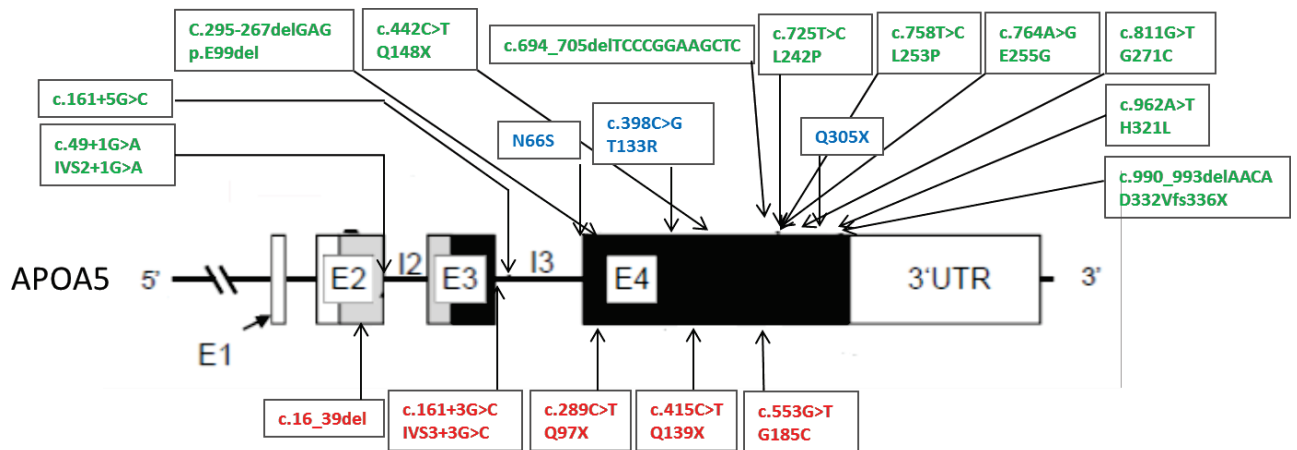 C.295-267delGAG
p.E99del
c.442C>T
Q148X
c.694_705delTCCCGGAAGCTC
c.725T>C
L242P
c.758T>C
L253P
c.764A>G
E255G
c.811G>T
G271C
c.161+5G>C
c.49+1G>A
IVS2+1G>A
N66S
c.398C>G
T133R
Q305X
c.962A>T
H321L
c.990_993delAACA
D332Vfs336X
APOA5
5'
E1
E2
I2
E3
I3
E4
3'UTR
3'
c.16_39del
c.161+3G>C
IVS3+3G>C
c.289C>T
Q97X
c.415C>T
Q139X
c.553G>T
G185C